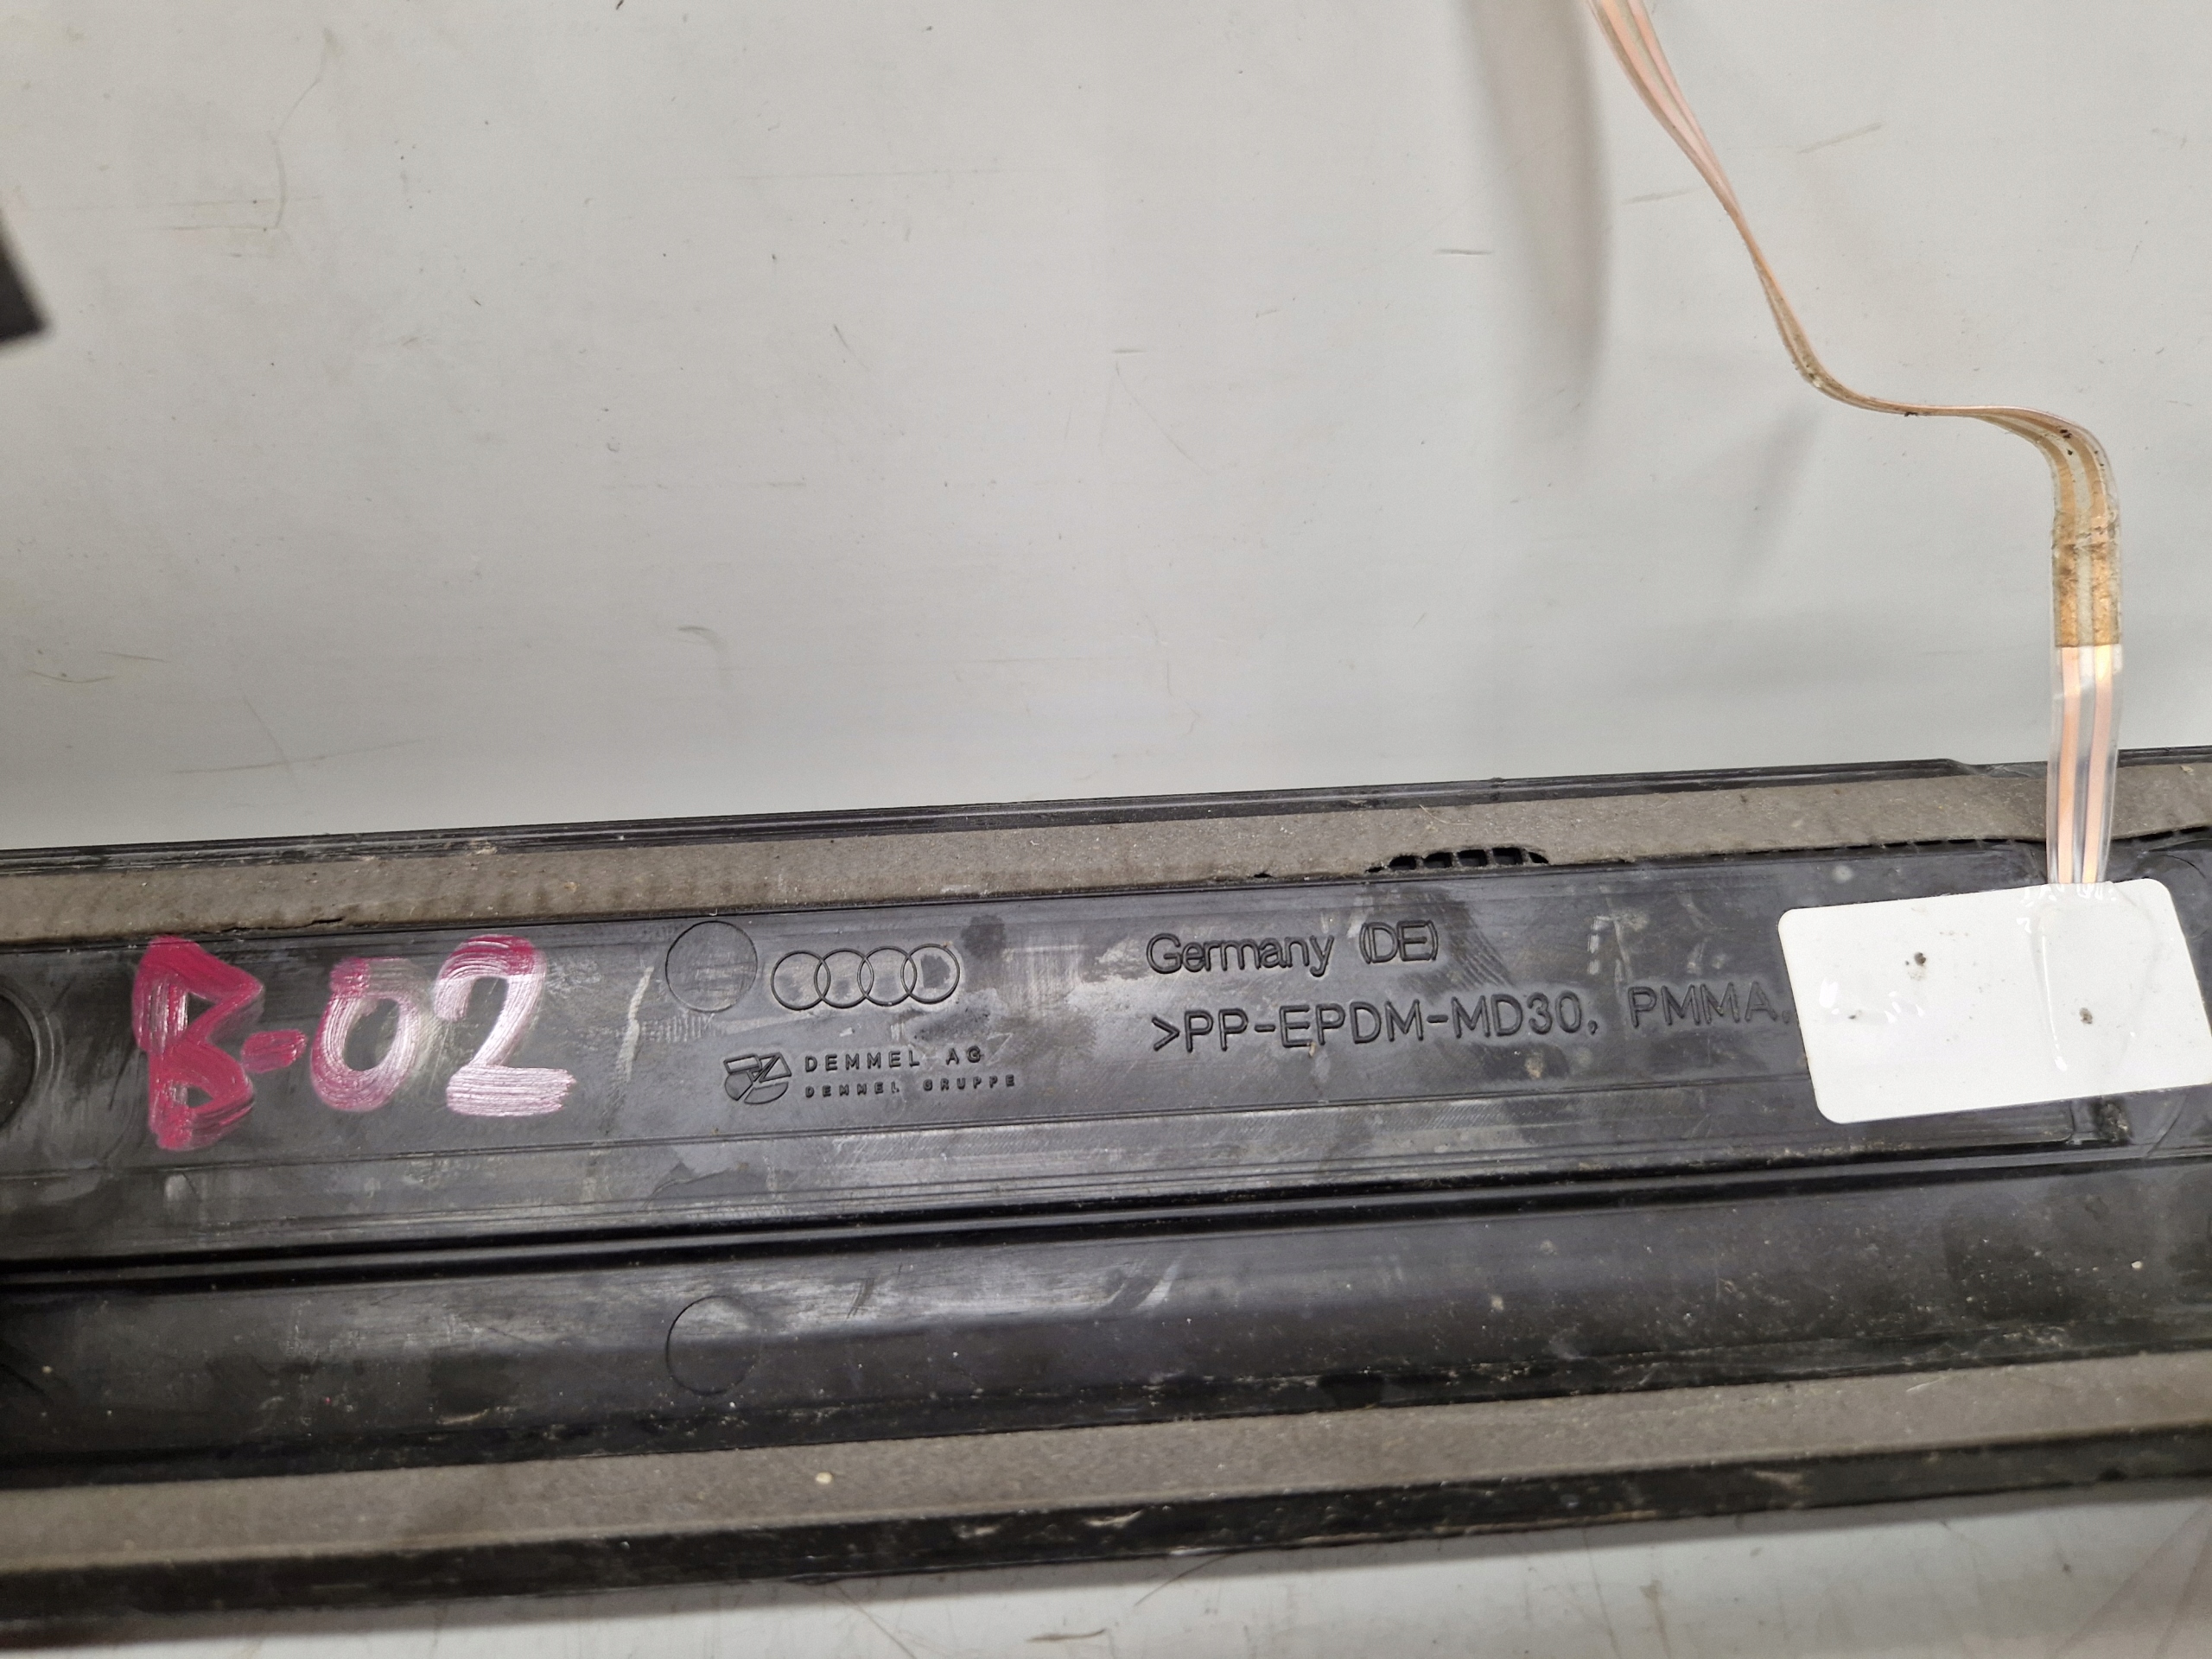 B-02
Germany (DE)
>PP-EPDM-MD30, PMMA,
DEMMEL AG
DEMMEL GRUPPE